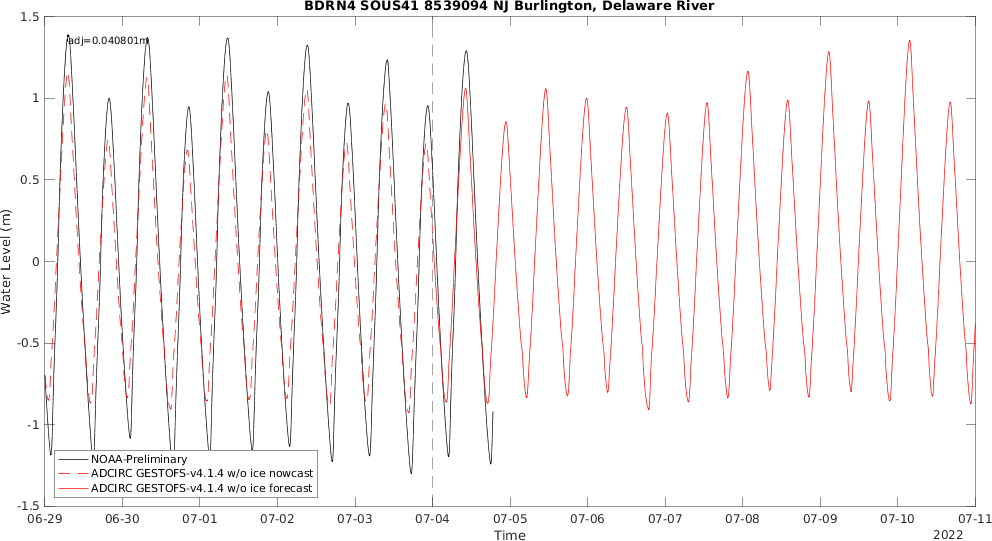 BDRN4 SOUS41 8539094 NJ Burlington, Delaware River
1.5
adj=0.040801m
1
0.5
0
-0.5
-1
-1.5
Water Level (m)
NOAA-Preliminary
ADCIRC GESTOFS-v4.1.4 w/o ice nowcast
ADCIRC GESTOFS-v4.1.4 w/o ice forecast
06-29 06-30 07-01 07-02 07-03 07-04 07-05 07-06 07-07 07-08 07-09 07-10 07-11
Time
2022